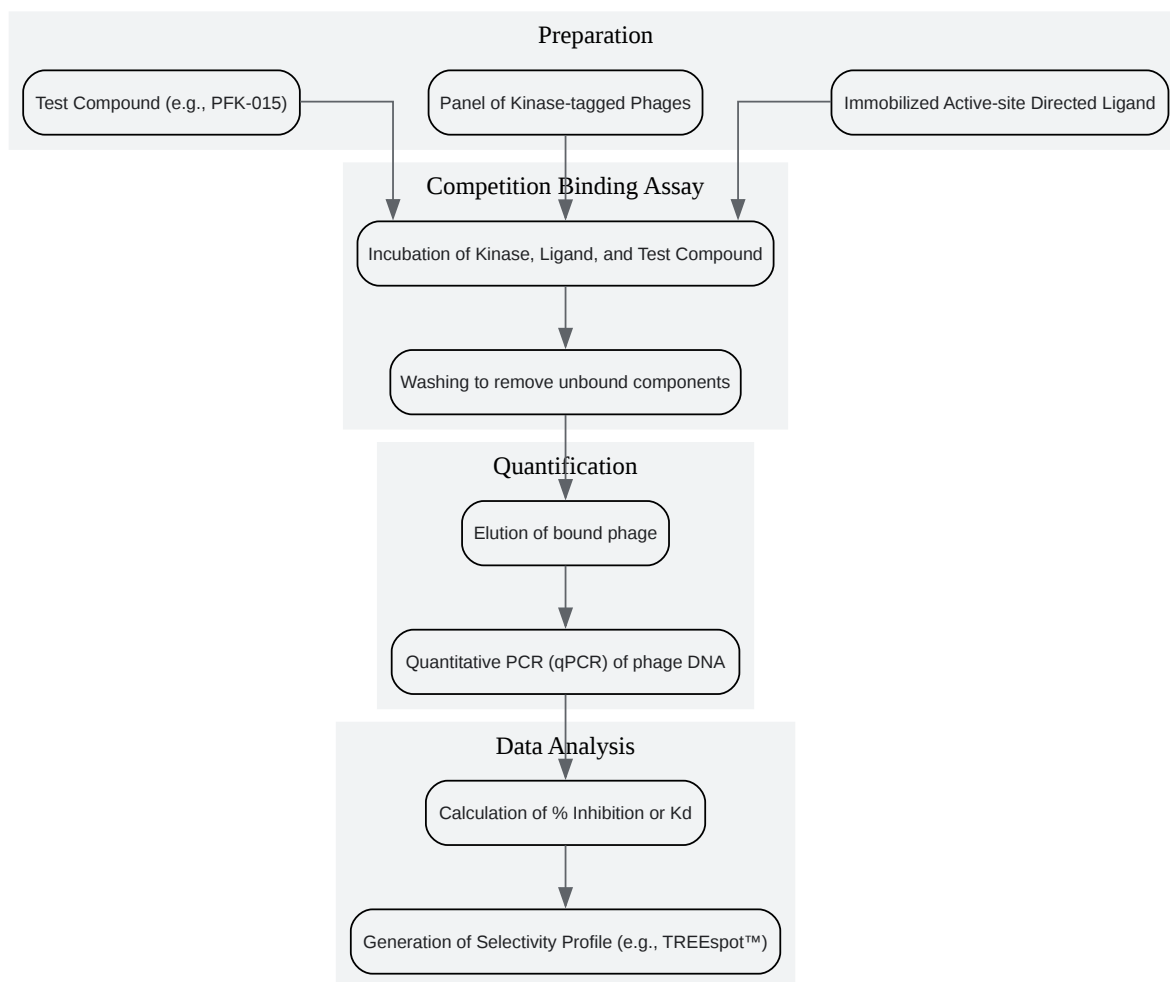 Preparation
Test Compound (e.g., PFK-015)
Panel of Kinase-tagged Phages
Immobilized Active-site Directed Ligand
Competition Binding Assay
Incubation of Kinase, Ligand, and Test Compound
Washing to remove unbound components
Quantification
Elution of bound phage
Quantitative PCR (qPCR) of phage DNA
Data Analysis
Calculation of % Inhibition or Kd
Generation of Selectivity Profile (e.g., TREEspot™)